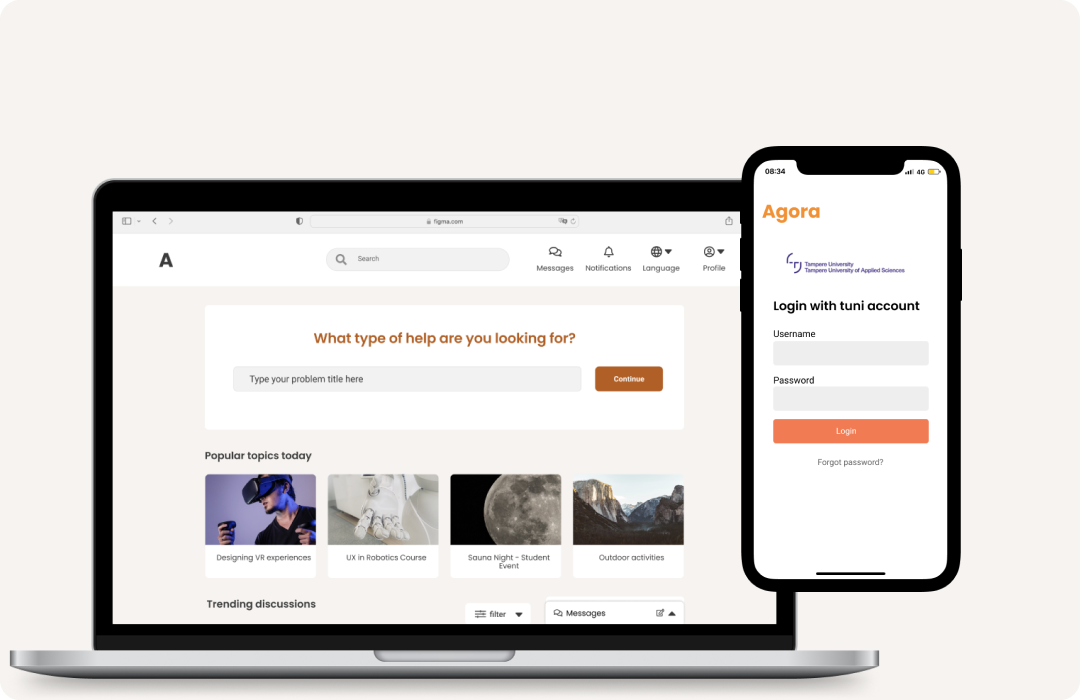 figma.com
A
Search
Messages
Notifications
Language
Profile
What type of help are you looking for?
Type your problem title here
Continue
Popular topics today
Designing VR experiences
UX in Robotics Course
Sauna Night - Student
Event
Outdoor activities
Trending discussions
filter
Messages
08:34
4G
Agora
Tampere University
Tampere University of Applied Sciences
Login with tuni account
Username
Password
Login
Forgot password?